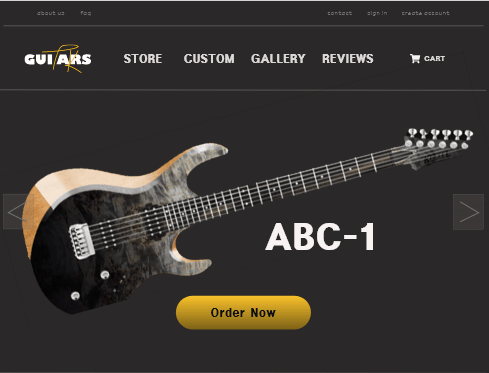 about us faq contact sign in create account
GUITARS STORE CUSTOM GALLERY REVIEWS CART
ABC-1
Order Now